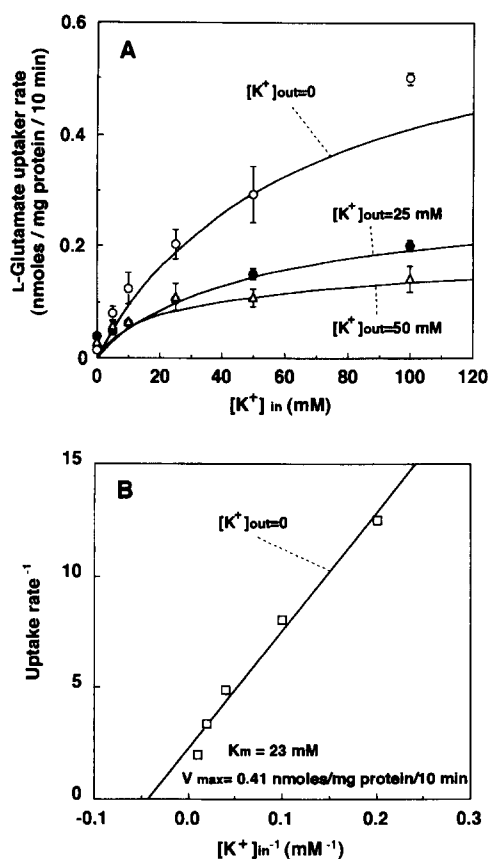 A
L-Glutamate uptaker rate
(nmoles / mg protein / 10 min)
0.6
0.4
0.2
0
[K⁺]out=0
[K⁺]out=25 mM
[K⁺]out=50 mM
0 20 40 60 80 100 120
[K⁺] in (mM)
B
Uptake rate⁻¹
15
10
5
0
[K⁺]out=0
Km = 23 mM
V max= 0.41 nmoles/mg protein/10 min
-0.1 0.0 0.1 0.2 0.3
[K⁺]in⁻¹ (mM⁻¹)